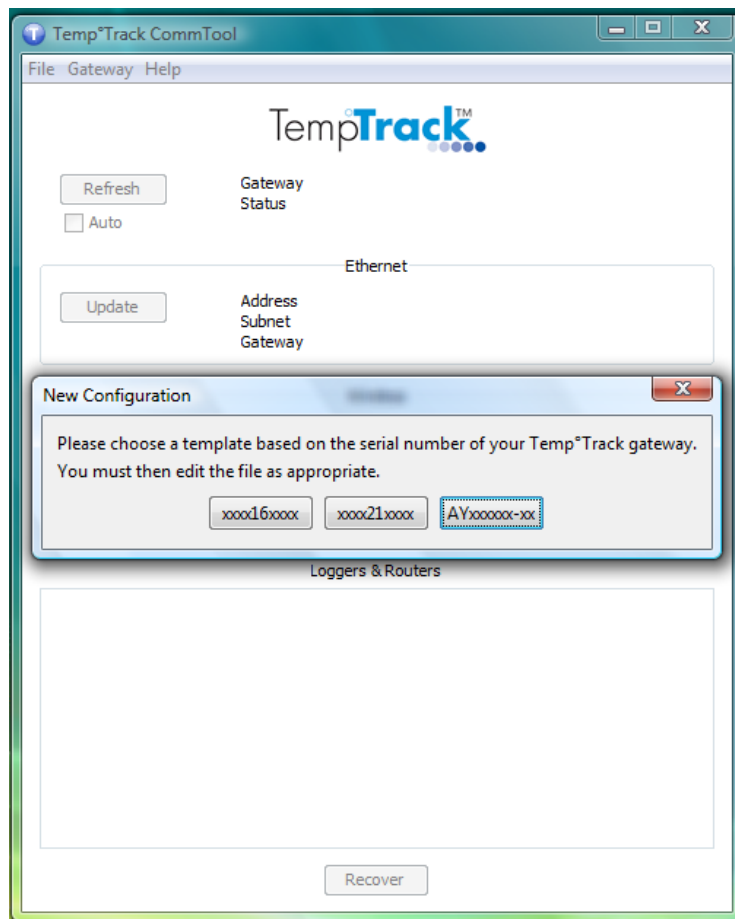 Temp°Track CommTool
File Gateway Help
TempTrack™
Refresh
Gateway
Status
Auto
Ethernet
Update
Address
Subnet
Gateway
New Configuration
Please choose a template based on the serial number of your Temp°Track gateway.
You must then edit the file as appropriate.
xxxx16xxxx xxxx21xxxx AYxxxxxx-xx
Loggers & Routers
Recover